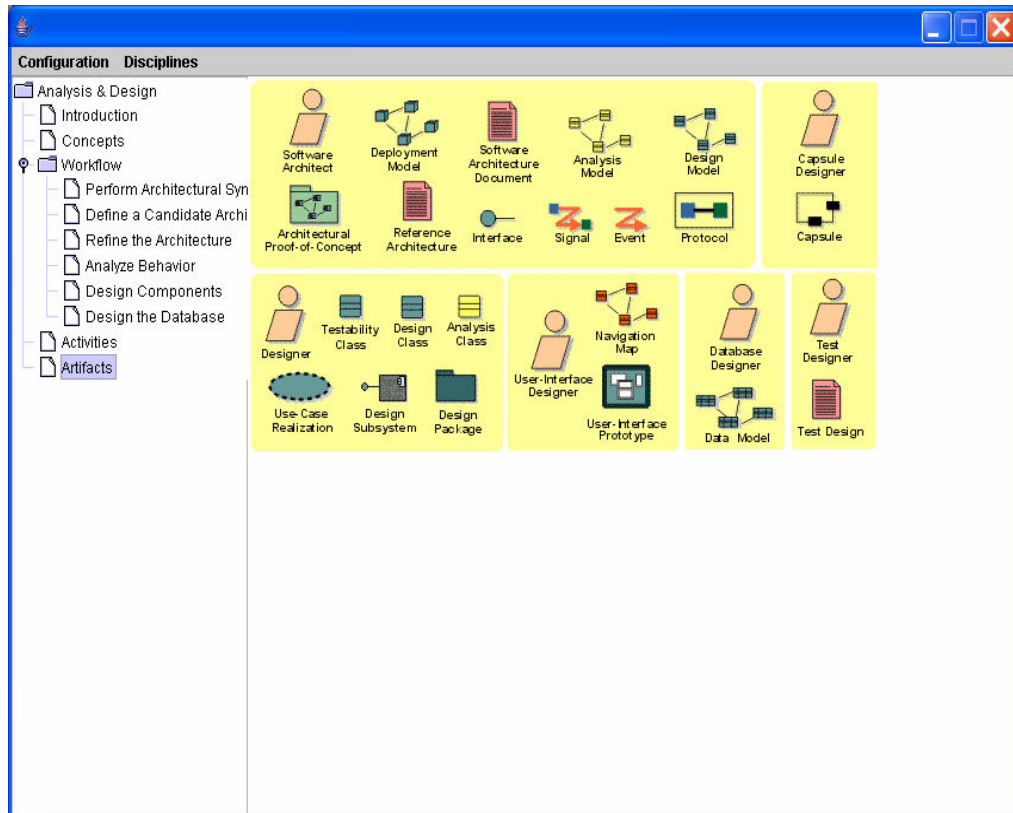 Configuration Disciplines
Analysis & Design
Introduction
Concepts
Workflow
Perform Architectural Syn
Define a Candidate Archi
Refine the Architecture
Analyze Behavior
Design Components
Design the Database
Activities
Artifacts
Software
Architect
Deployment
Model
Software
Architecture
Document
Analysis
Model
Design
Model
Architectural
Proof-of-Concept
Reference
Architecture
Interface
Signal
Event
Protocol
Capsule
Designer
Capsule
Designer
Testability
Class
Design
Class
Analysis
Class
Use-Case
Realization
Design
Subsystem
Design
Package
User-Interface
Designer
Navigation
Map
User-Interface
Prototype
Database
Designer
Data Model
Test
Designer
Test Design